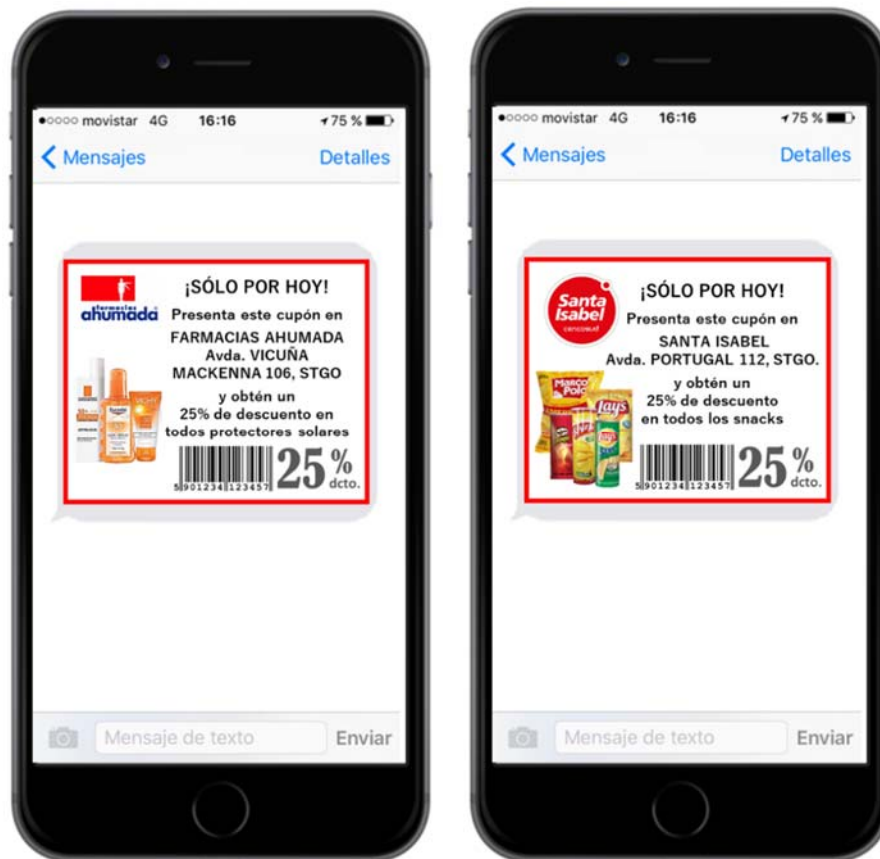 movistar 4G 16:16 75 %
Mensajes Detalles
farmacias
ahumada
¡SÓLO POR HOY!
Presenta este cupón en
FARMACIAS AHUMADA
Avda. VICUÑA
MACKENNA 106, STGO
y obtén un
25% de descuento en
todos protectores solares
VICHY
5 901234 123457
25%
dcto.
Mensaje de texto Enviar
movistar 4G 16:16 75 %
Mensajes Detalles
Santa
Isabel
cencosud
¡SÓLO POR HOY!
Presenta este cupón en
SANTA ISABEL
Avda. PORTUGAL 112, STGO.
y obtén un
25% de descuento
en todos los snacks
MARCO
POLO
Lay's
Lay's
5 901234 123457
25%
dcto.
Mensaje de texto Enviar